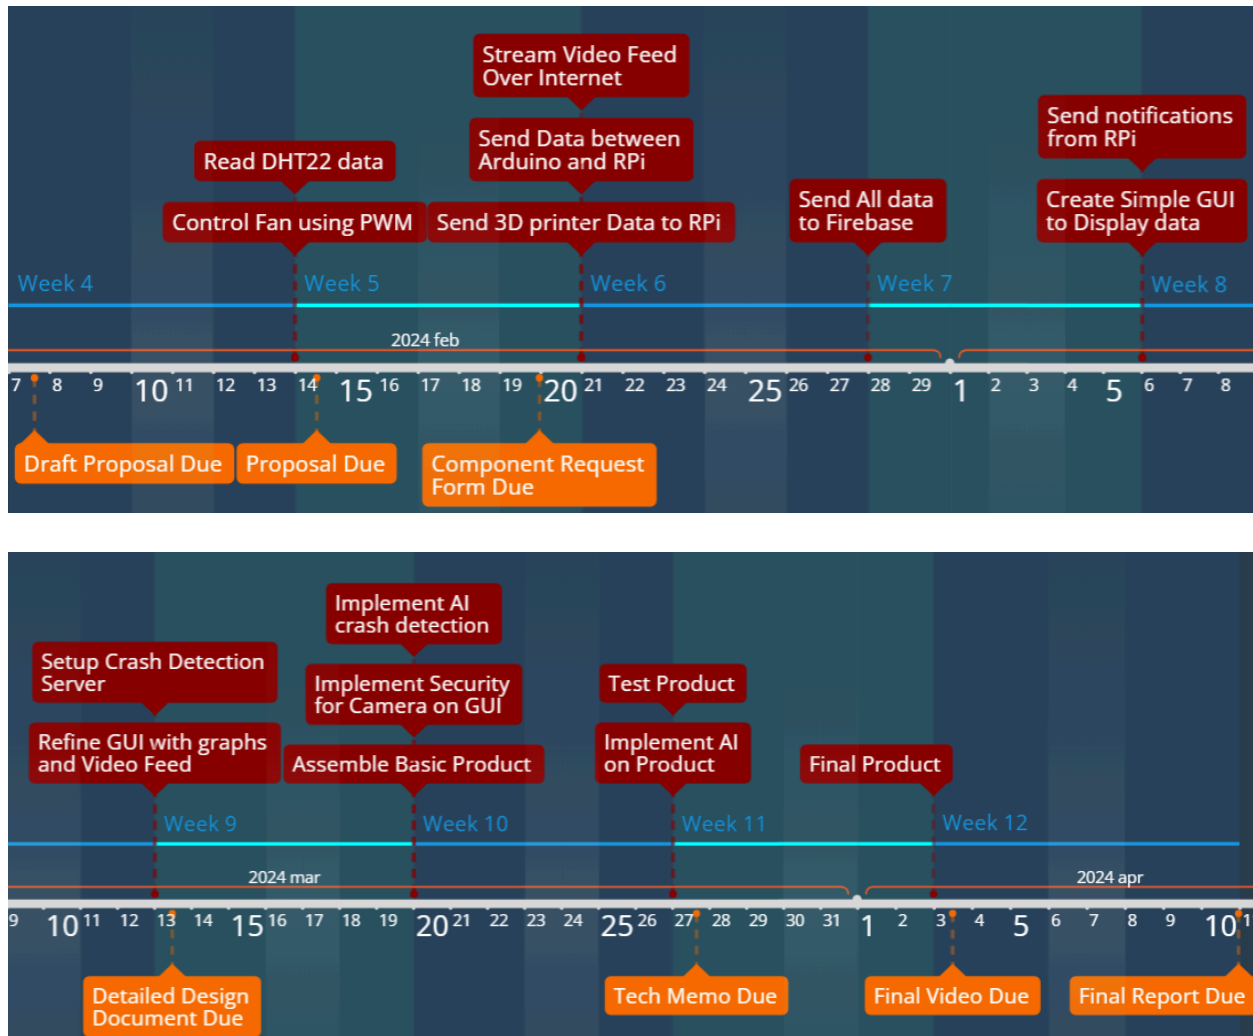 Stream Video Feed
Over Internet
Send Data between
Arduino and RPi
Read DHT22 data
Control Fan using PWM
Send 3D printer Data to RPi
Send All data
to Firebase
Send notifications
from RPi
Create Simple GUI
to Display data
Week 4
Week 5
Week 6
Week 7
Week 8
2024 feb
7 8 9 10 11 12 13 14 15 16 17 18 19 20 21 22 23 24 25 26 27 28 29 1 2 3 4 5 6 7 8
Draft Proposal Due
Proposal Due
Component Request
Form Due
Implement AI
crash detection
Setup Crash Detection
Server
Implement Security
for Camera on GUI
Test Product
Refine GUI with graphs
and Video Feed
Assemble Basic Product
Implement AI
on Product
Final Product
Week 9
Week 10
Week 11
Week 12
2024 mar
2024 apr
9 10 11 12 13 14 15 16 17 18 19 20 21 22 23 24 25 26 27 28 29 30 31 1 2 3 4 5 6 7 8 9 10
Detailed Design
Document Due
Tech Memo Due
Final Video Due
Final Report Due